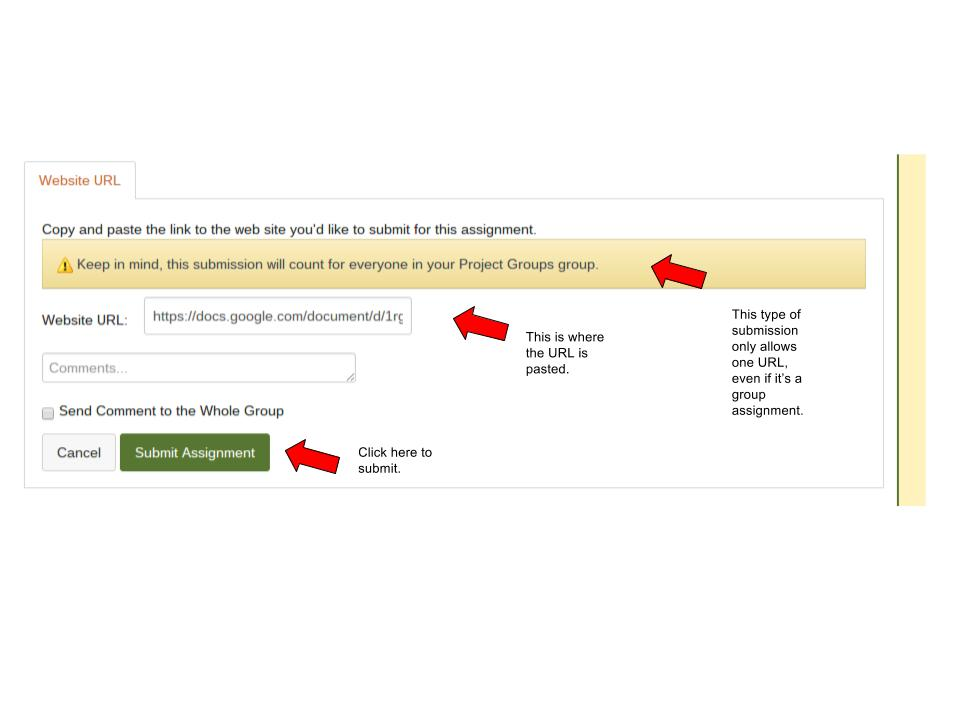 Website URL
Copy and paste the link to the web site you'd like to submit for this assignment.
Keep in mind, this submission will count for everyone in your Project Groups group.
Website URL:
https://docs.google.com/document/d/1rg
This is where
the URL is
pasted.
This type of
submission
only allows
one URL,
even if it's a
group
assignment.
Comments...
Send Comment to the Whole Group
Cancel
Submit Assignment
Click here to
submit.